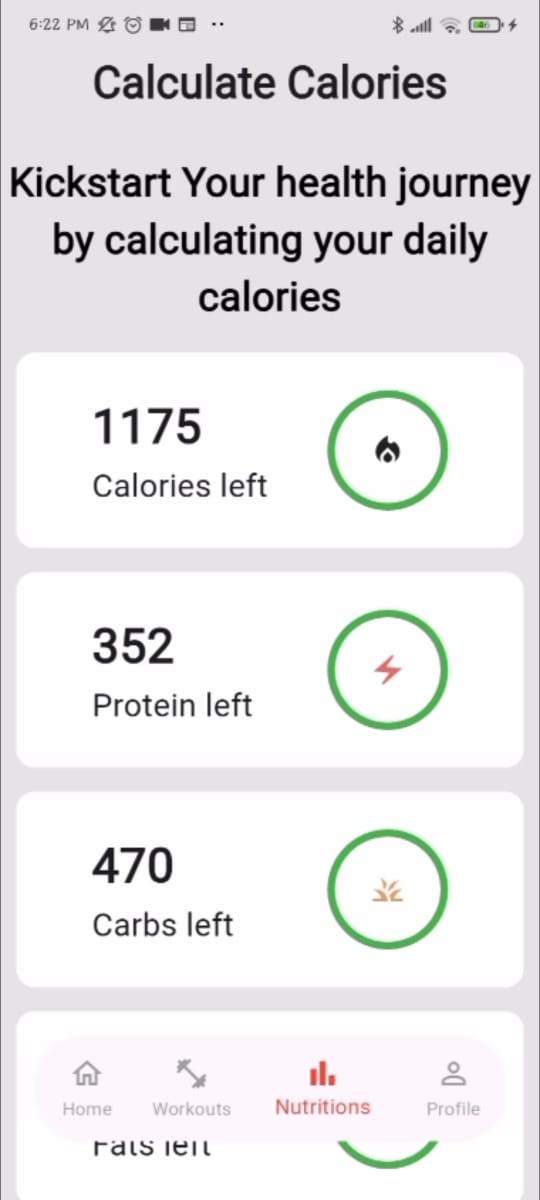 6:22 PM
Calculate Calories
Kickstart Your health journey
by calculating your daily
calories
1175
Calories left
352
Protein left
470
Carbs left
Fats left
Home
Workouts
Nutritions
Profile